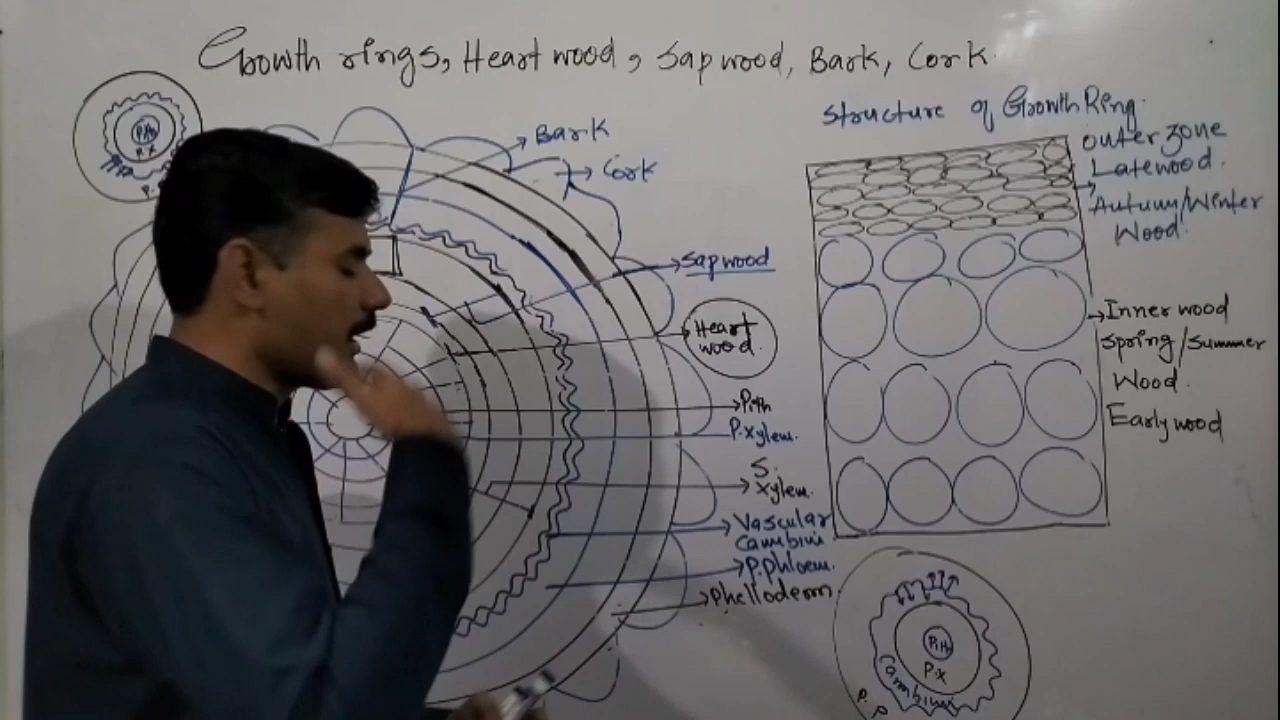 Growth rings, Heart wood, Sap wood, Bark, Cork.
Pith
P.X
Bark
Cork
Sap wood
Heart
wood.
Pith
P. xylem.
S.
xylem.
Vascular
Cambium
P. phloem.
Phelloderm
Structure of Growth Ring.
outer zone
Latewood.
Autumn/Winter
Wood.
Inner wood
Spring/Summer
Wood.
Early wood
Pith
P.X
Cambium
P. P